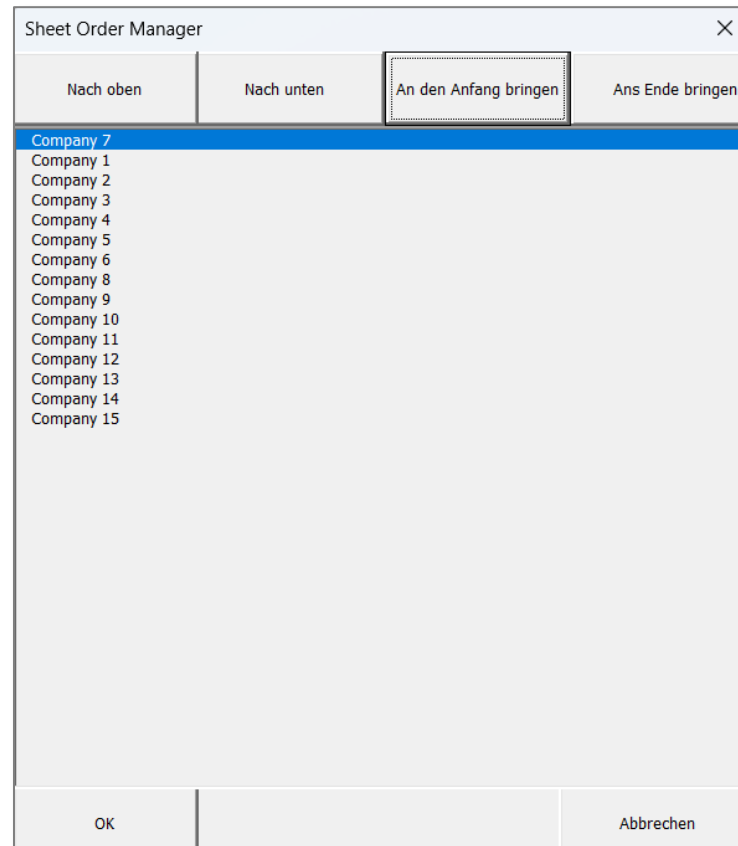 Sheet Order Manager
Nach oben
Nach unten
An den Anfang bringen
Ans Ende bringen
Company 7
Company 1
Company 2
Company 3
Company 4
Company 5
Company 6
Company 8
Company 9
Company 10
Company 11
Company 12
Company 13
Company 14
Company 15
OK
Abbrechen